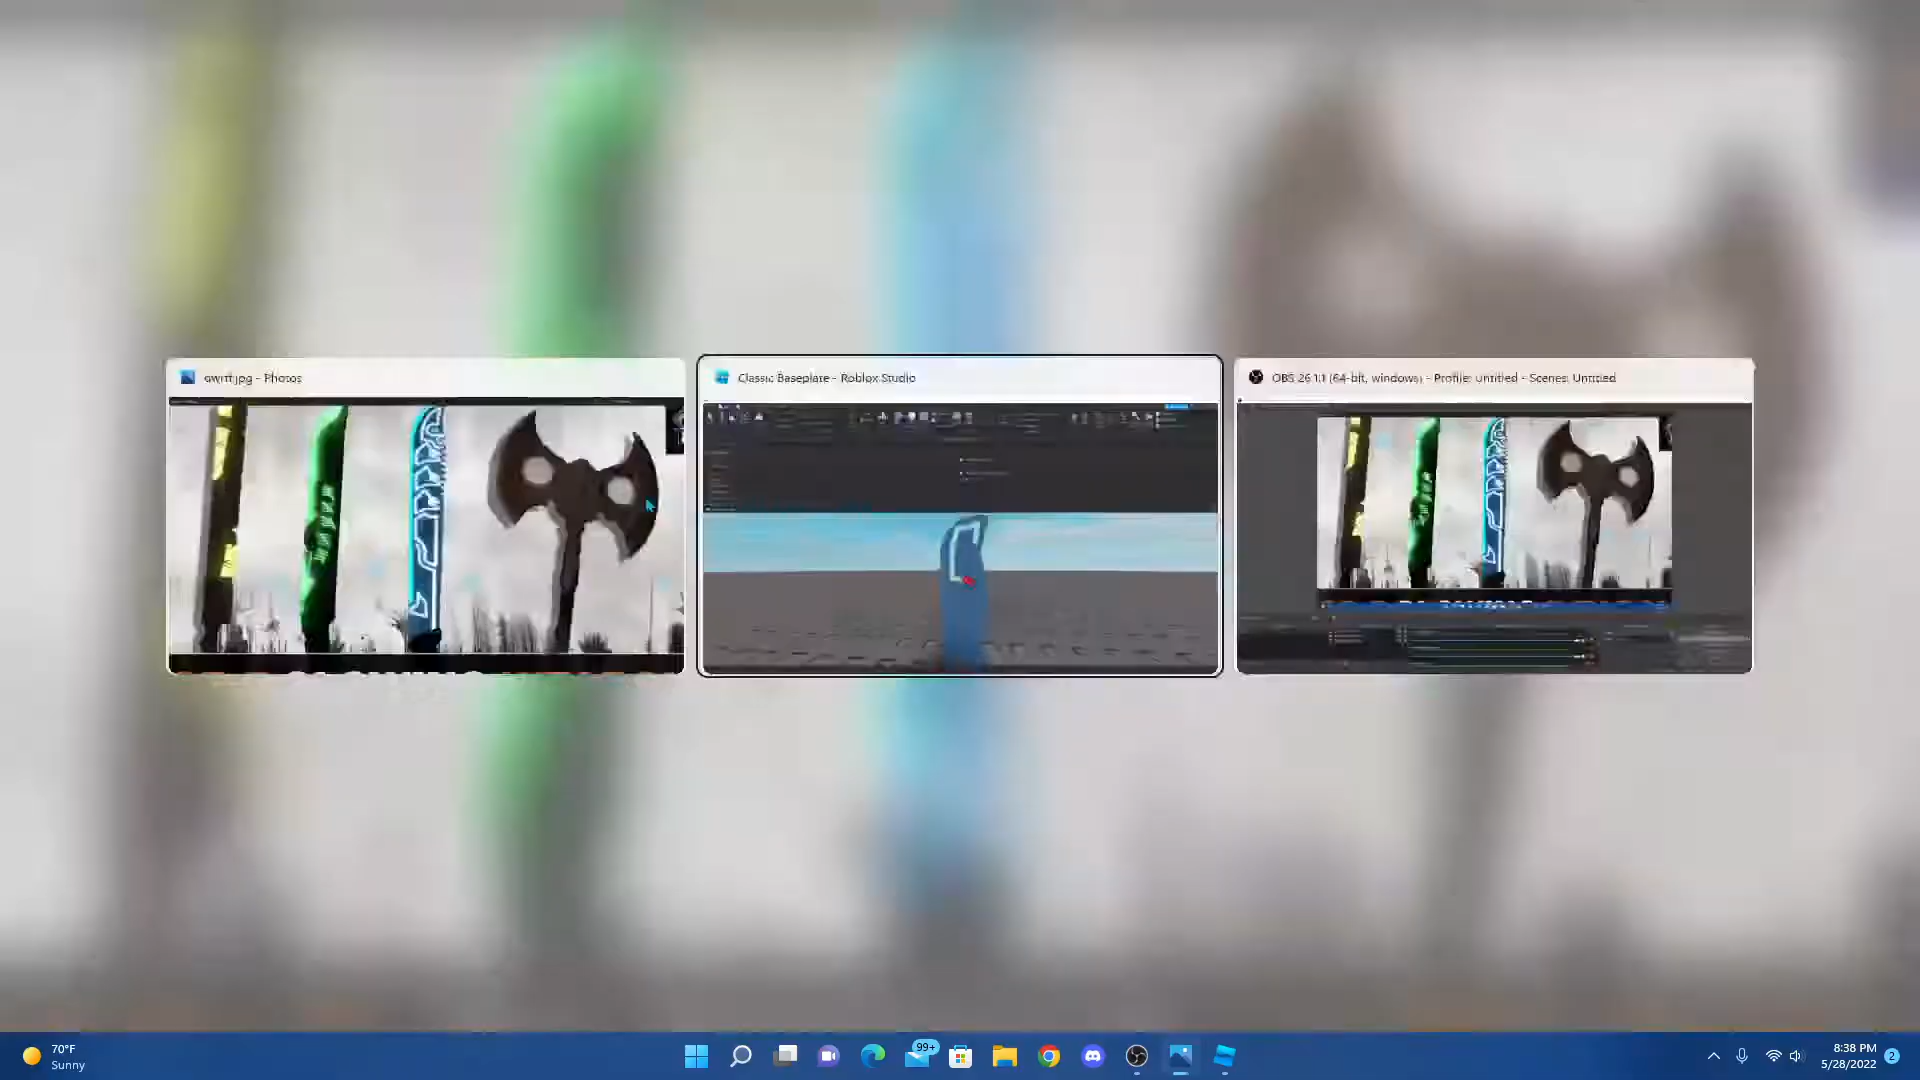 - Photos
Classic Baseplate - Roblox Studio
OBS 26.1.1 (64-bit, windows) - Profile: Untitled - Scenes: Untitled
70°F
Sunny
99+
8:38 PM
5/28/2022
2